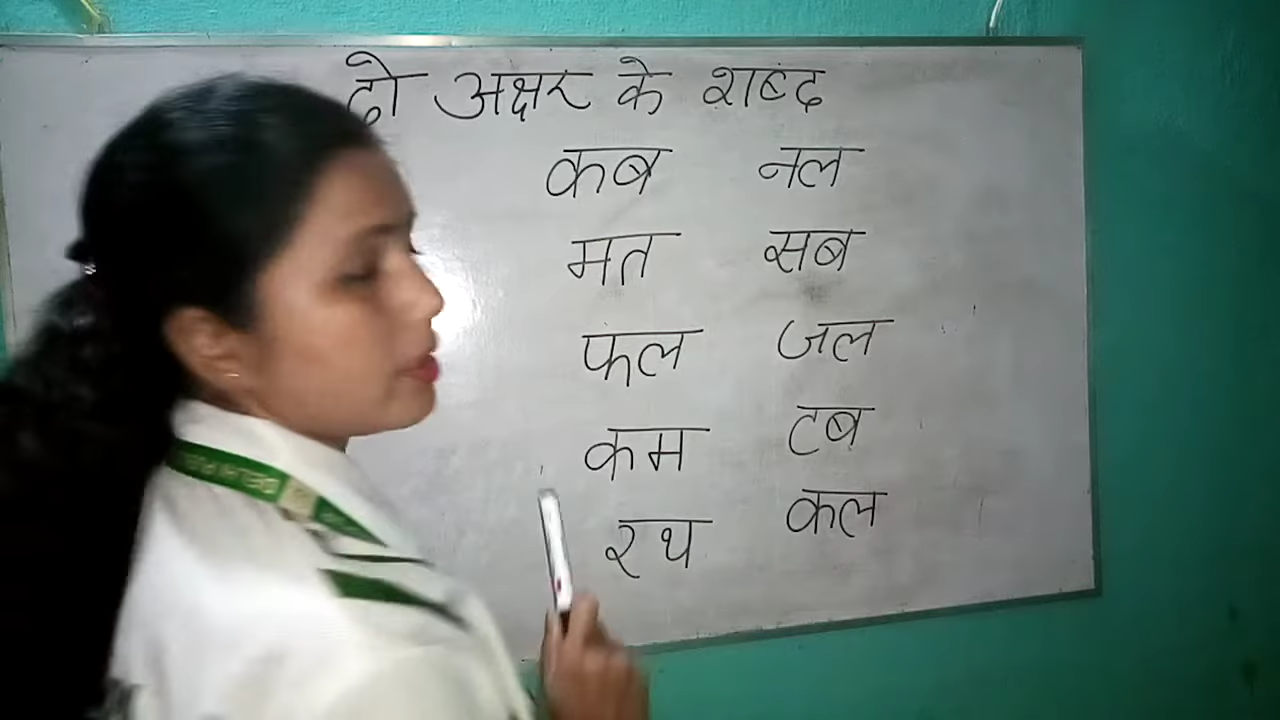 दो अक्षर के शब्द
कब नल
मत सब
फल जल
कम टब
रथ कल